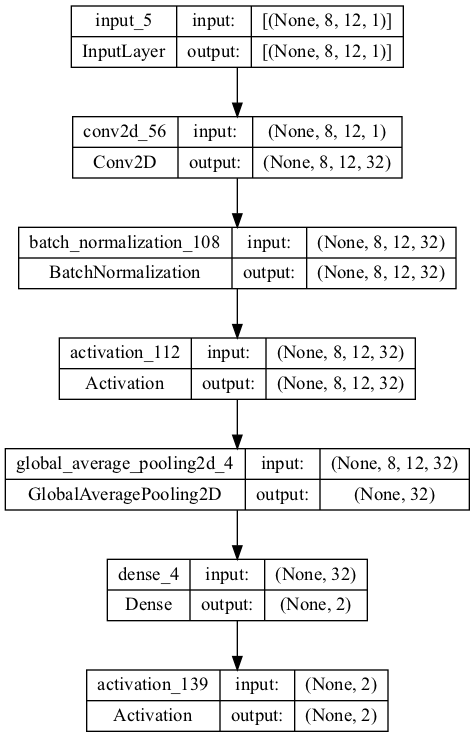 input_5 input: [(None, 8, 12, 1)]
InputLayer output: [(None, 8, 12, 1)]
conv2d_56 input: (None, 8, 12, 1)
Conv2D output: (None, 8, 12, 32)
batch_normalization_108 input: (None, 8, 12, 32)
BatchNormalization output: (None, 8, 12, 32)
activation_112 input: (None, 8, 12, 32)
Activation output: (None, 8, 12, 32)
global_average_pooling2d_4 input: (None, 8, 12, 32)
GlobalAveragePooling2D output: (None, 32)
dense_4 input: (None, 32)
Dense output: (None, 2)
activation_139 input: (None, 2)
Activation output: (None, 2)